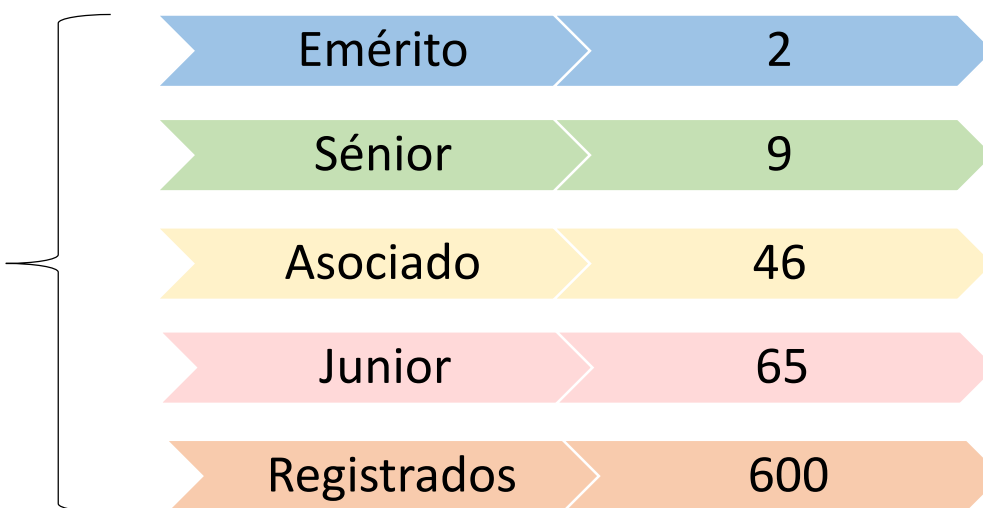 Emérito 2
Sénior 9
Asociado 46
Junior 65
Registrados 600